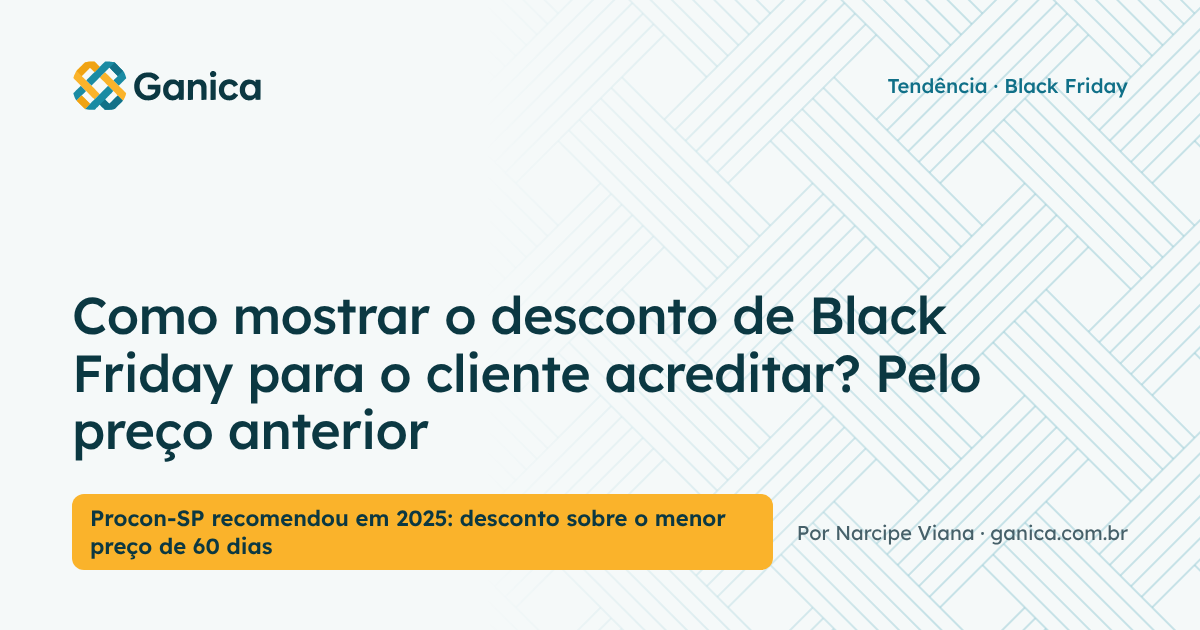 Ganica
Tendência · Black Friday
Como mostrar o desconto de Black
Friday para o cliente acreditar? Pelo
preço anterior
Procon-SP recomendou em 2025: desconto sobre o menor
preço de 60 dias
Por Narcipe Viana · ganica.com.br